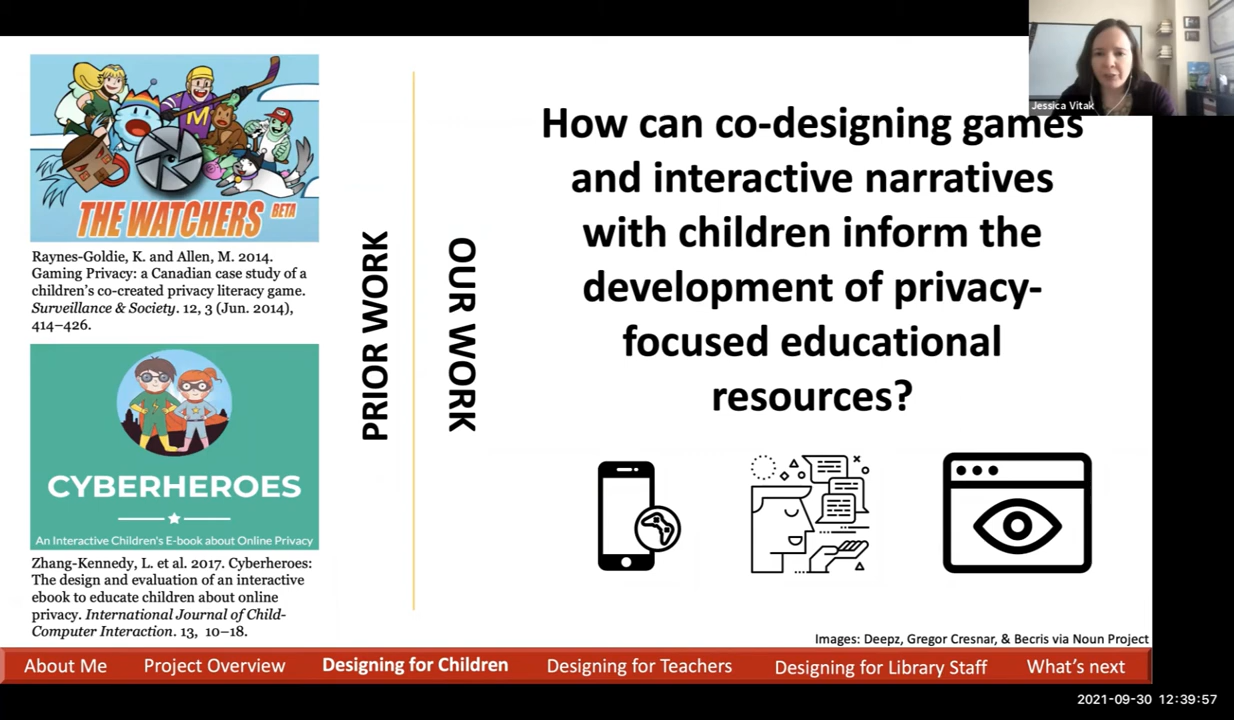 THE WATCHERS BETA
M
Raynes-Goldie, K. and Allen, M. 2014.
Gaming Privacy: a Canadian case study of a
children's co-created privacy literacy game.
Surveillance & Society. 12, 3 (Jun. 2014),
414–426.
CYBERHEROES
An Interactive Children's E-book about Online Privacy
Zhang-Kennedy, L. et al. 2017. Cyberheroes:
The design and evaluation of an interactive
ebook to educate children about online
privacy. International Journal of Child-
Computer Interaction. 13, 10–18.
PRIOR WORK
OUR WORK
Jessica Vitak
How can co-designing games
and interactive narratives
with children inform the
development of privacy-
focused educational
resources?
Images: Deepz, Gregor Cresnar, & Becris via Noun Project
About Me Project Overview Designing for Children Designing for Teachers Designing for Library Staff What's next
2021-09-30 12:39:57